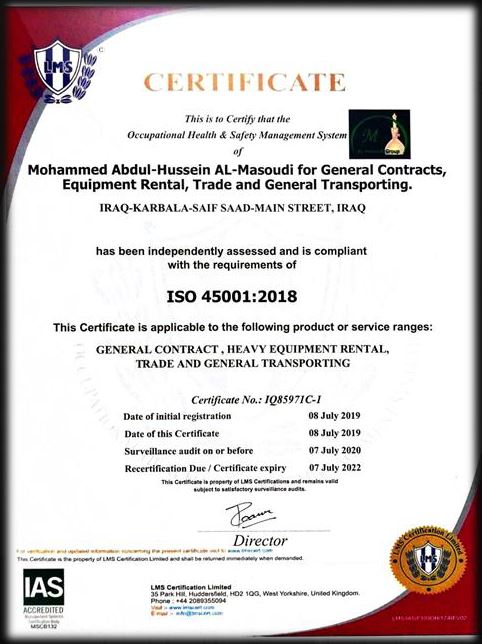 LMS
CERTIFICATE
This is to Certify that the
Occupational Health & Safety Management System
of
M
Group
Mohammed Abdul-Hussein AL-Masoudi for General Contracts,
Equipment Rental, Trade and General Transporting.
IRAQ-KARBALA-SAIF SAAD-MAIN STREET, IRAQ
has been independently assessed and is compliant
with the requirements of
ISO 45001:2018
This Certificate is applicable to the following product or service ranges:
GENERAL CONTRACT , HEAVY EQUIPMENT RENTAL,
TRADE AND GENERAL TRANSPORTING
Certificate No.: IQ85971C-1
Date of initial registration 08 July 2019
Date of this Certificate 08 July 2019
Surveillance audit on or before 07 July 2020
Recertification Due / Certificate expiry 07 July 2022
This Certificate is property of LMS Certifications and remains valid
subject to satisfactory surveillance audits.
Director
For verification and updated information concerning the present certificate visit to www.lmscert.com
This Certificate is the property of LMS Certification Limited and shall be returned immediately when demanded.
IAS
ACCREDITED
Management Systems
Certification Body
MSCB132
LMS Certification Limited
35 Park Hill, Huddersfield, HD2 1QG, West Yorkshire, United Kingdom.
Phone : +44 2089355094
Visit :- www.lmscert.com
E-mail :- info@lmscert.com
LMS Certification Limited
LMS